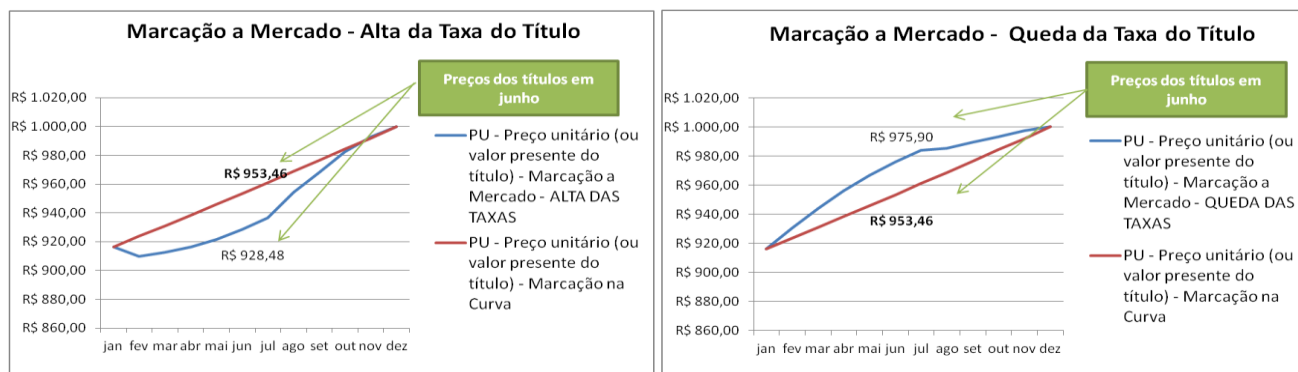 Marcação a Mercado - Alta da Taxa do Título
Preços dos títulos em
junho
R$ 1.020,00
R$ 1.000,00
R$ 980,00
R$ 960,00
R$ 940,00
R$ 920,00
R$ 900,00
R$ 880,00
R$ 860,00
R$ 953,46
R$ 928,48
jan fev mar abr mai jun jul ago set out nov dez
PU - Preço unitário (ou
valor presente do
título) - Marcação a
Mercado - ALTA DAS
TAXAS
PU - Preço unitário (ou
valor presente do
título) - Marcação na
Curva
Marcação a Mercado - Queda da Taxa do Título
Preços dos títulos em
junho
R$ 1.020,00
R$ 1.000,00
R$ 980,00
R$ 960,00
R$ 940,00
R$ 920,00
R$ 900,00
R$ 880,00
R$ 860,00
R$ 975,90
R$ 953,46
jan fev mar abr mai jun jul ago set out nov dez
PU - Preço unitário (ou
valor presente do
título) - Marcação a
Mercado - QUEDA DAS
TAXAS
PU - Preço unitário (ou
valor presente do
título) - Marcação na
Curva